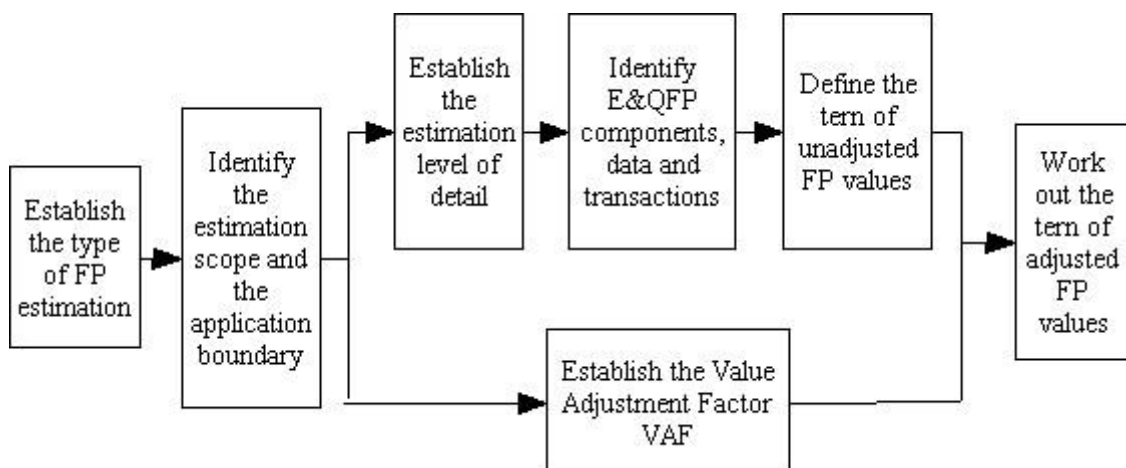 Establish
the type
of FP
estimation
Identify
the
estimation
scope and
the
application
boundary
Establish
the
estimation
level of
detail
Identify
E&QFP
components,
data and
transactions
Define the
tern of
unadjusted
FP values
Establish the Value
Adjustment Factor
VAF
Work
out the
tern of
adjusted
FP
values